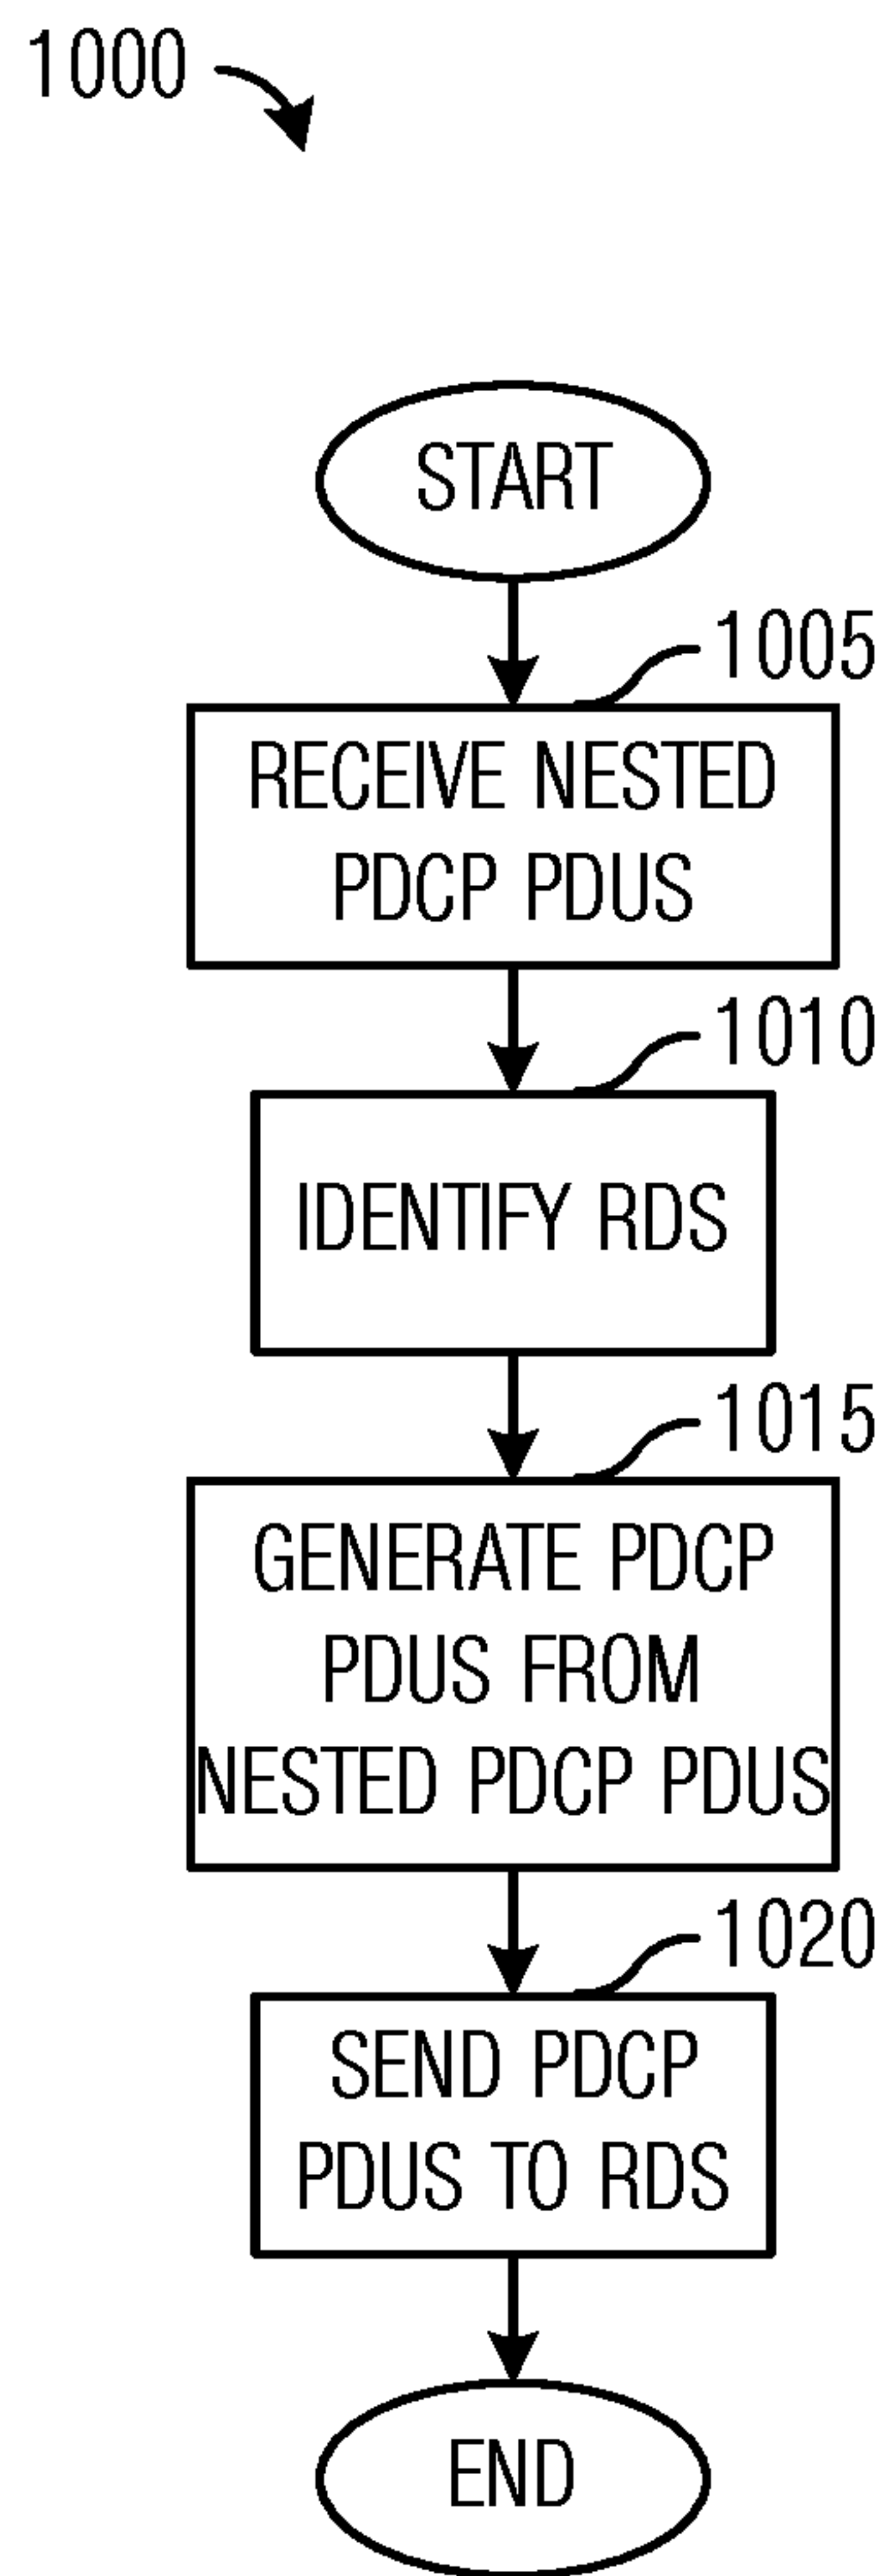 1000
START
1005
RECEIVE NESTED
PDCP PDUS
1010
IDENTIFY RDS
1015
GENERATE PDCP
PDUS FROM
NESTED PDCP PDUS
1020
SEND PDCP
PDUS TO RDS
END